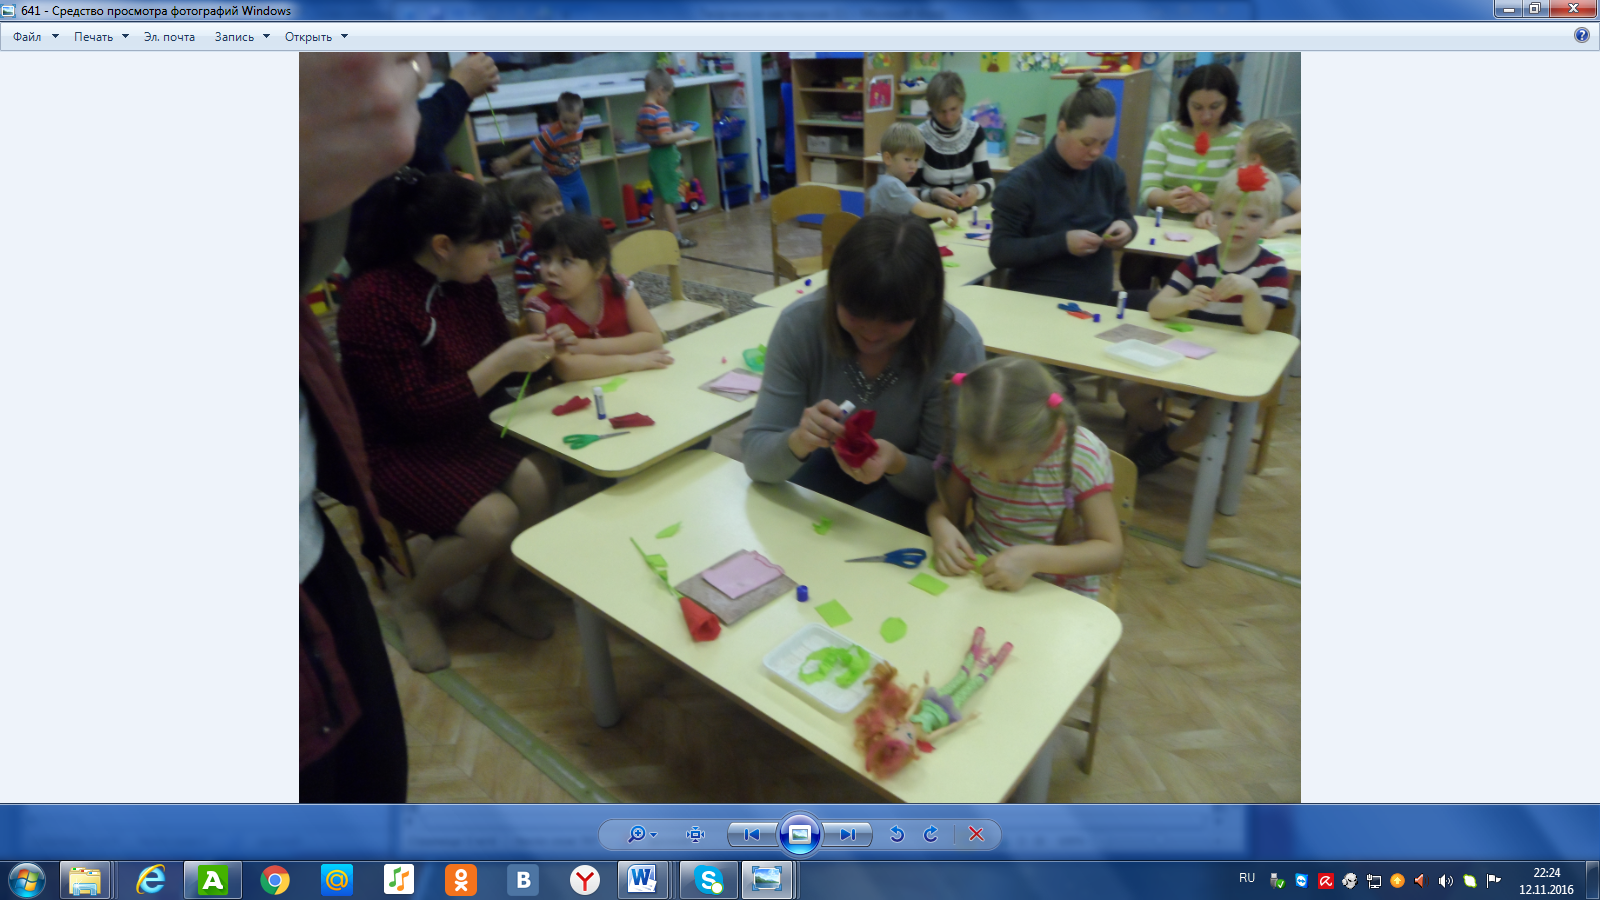 641 - Средство просмотра фотографий Windows
Файл Печать Эл. почта Запись Открыть
RU
22:24
12.11.2016